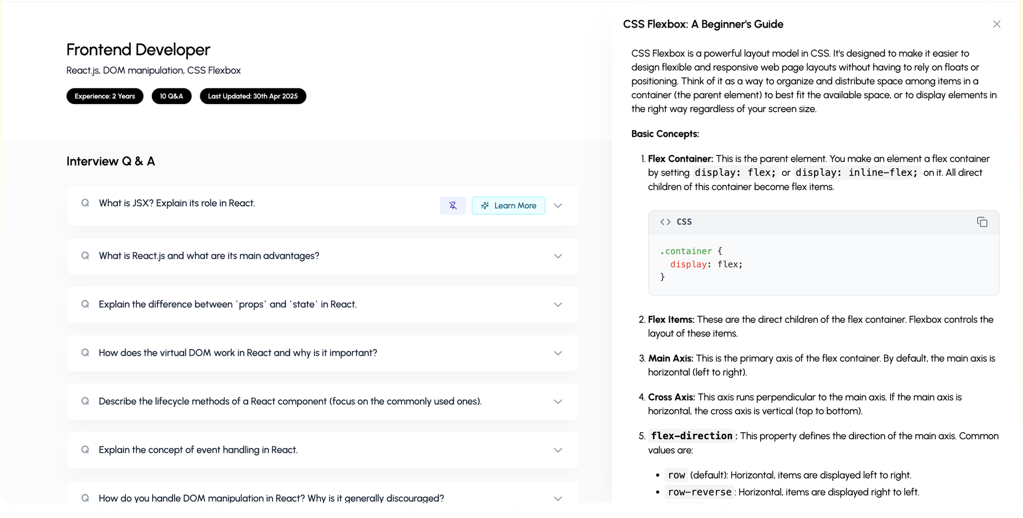 Frontend Developer
React.js, DOM manipulation, CSS Flexbox
Experience: 2 Years
10 Q&A
Last Updated: 30th Apr 2025
Interview Q & A
Q What is JSX? Explain its role in React.
Learn More
Q What is React.js and what are its main advantages?
Q Explain the difference between `props` and `state` in React.
Q How does the virtual DOM work in React and why is it important?
Q Describe the lifecycle methods of a React component (focus on the commonly used ones).
Q Explain the concept of event handling in React.
Q How do you handle DOM manipulation in React? Why is it generally discouraged?
CSS Flexbox: A Beginner's Guide
CSS Flexbox is a powerful layout model in CSS. It's designed to make it easier to
design flexible and responsive web page layouts without having to rely on floats or
positioning. Think of it as a way to organize and distribute space among items in a
container (the parent element) to best fit the available space, or to display elements in
the right way regardless of your screen size.
Basic Concepts:
1. Flex Container: This is the parent element. You make an element a flex container
by setting display: flex; or display: inline-flex; on it. All direct
children of this container become flex items.
<> CSS
.container {
display: flex;
}
2. Flex Items: These are the direct children of the flex container. Flexbox controls the
layout of these items.
3. Main Axis: This is the primary axis of the flex container. By default, the main axis is
horizontal (left to right).
4. Cross Axis: This axis runs perpendicular to the main axis. If the main axis is
horizontal, the cross axis is vertical (top to bottom).
5. flex-direction: This property defines the direction of the main axis. Common
values are:
• row (default): Horizontal, items are displayed left to right.
• row-reverse: Horizontal, items are displayed right to left.